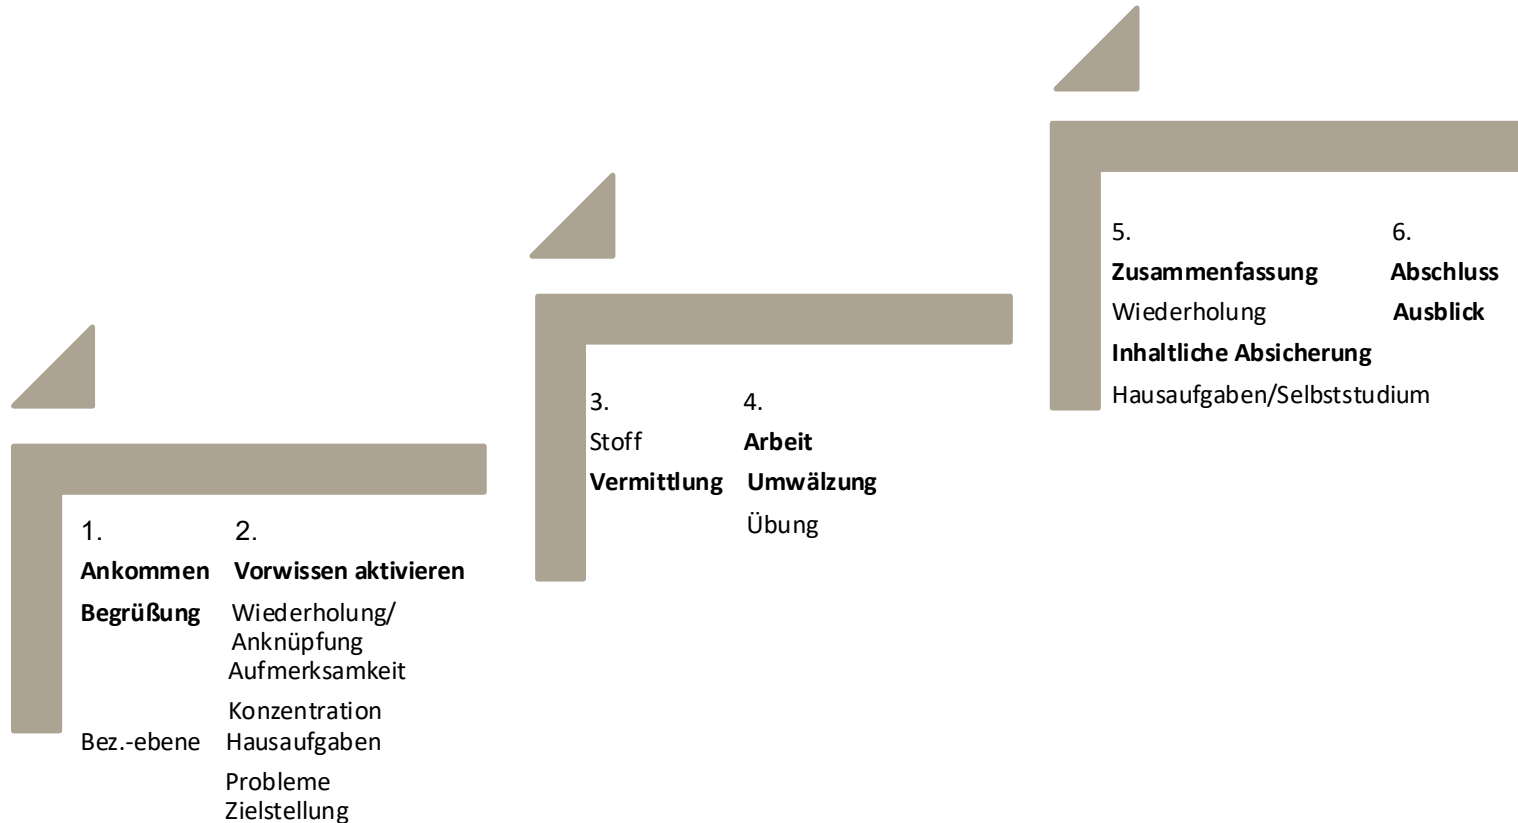 1.
Ankommen
Begrüßung
Bez.-ebene
2.
Vorwissen aktivieren
Wiederholung/
Anknüpfung
Aufmerksamkeit
Konzentration
Hausaufgaben
Probleme
Zielstellung
3.
Stoff
Vermittlung
4.
Arbeit
Umwälzung
Übung
5.
Zusammenfassung
Wiederholung
Inhaltliche Absicherung
Hausaufgaben/Selbststudium
6.
Abschluss
Ausblick